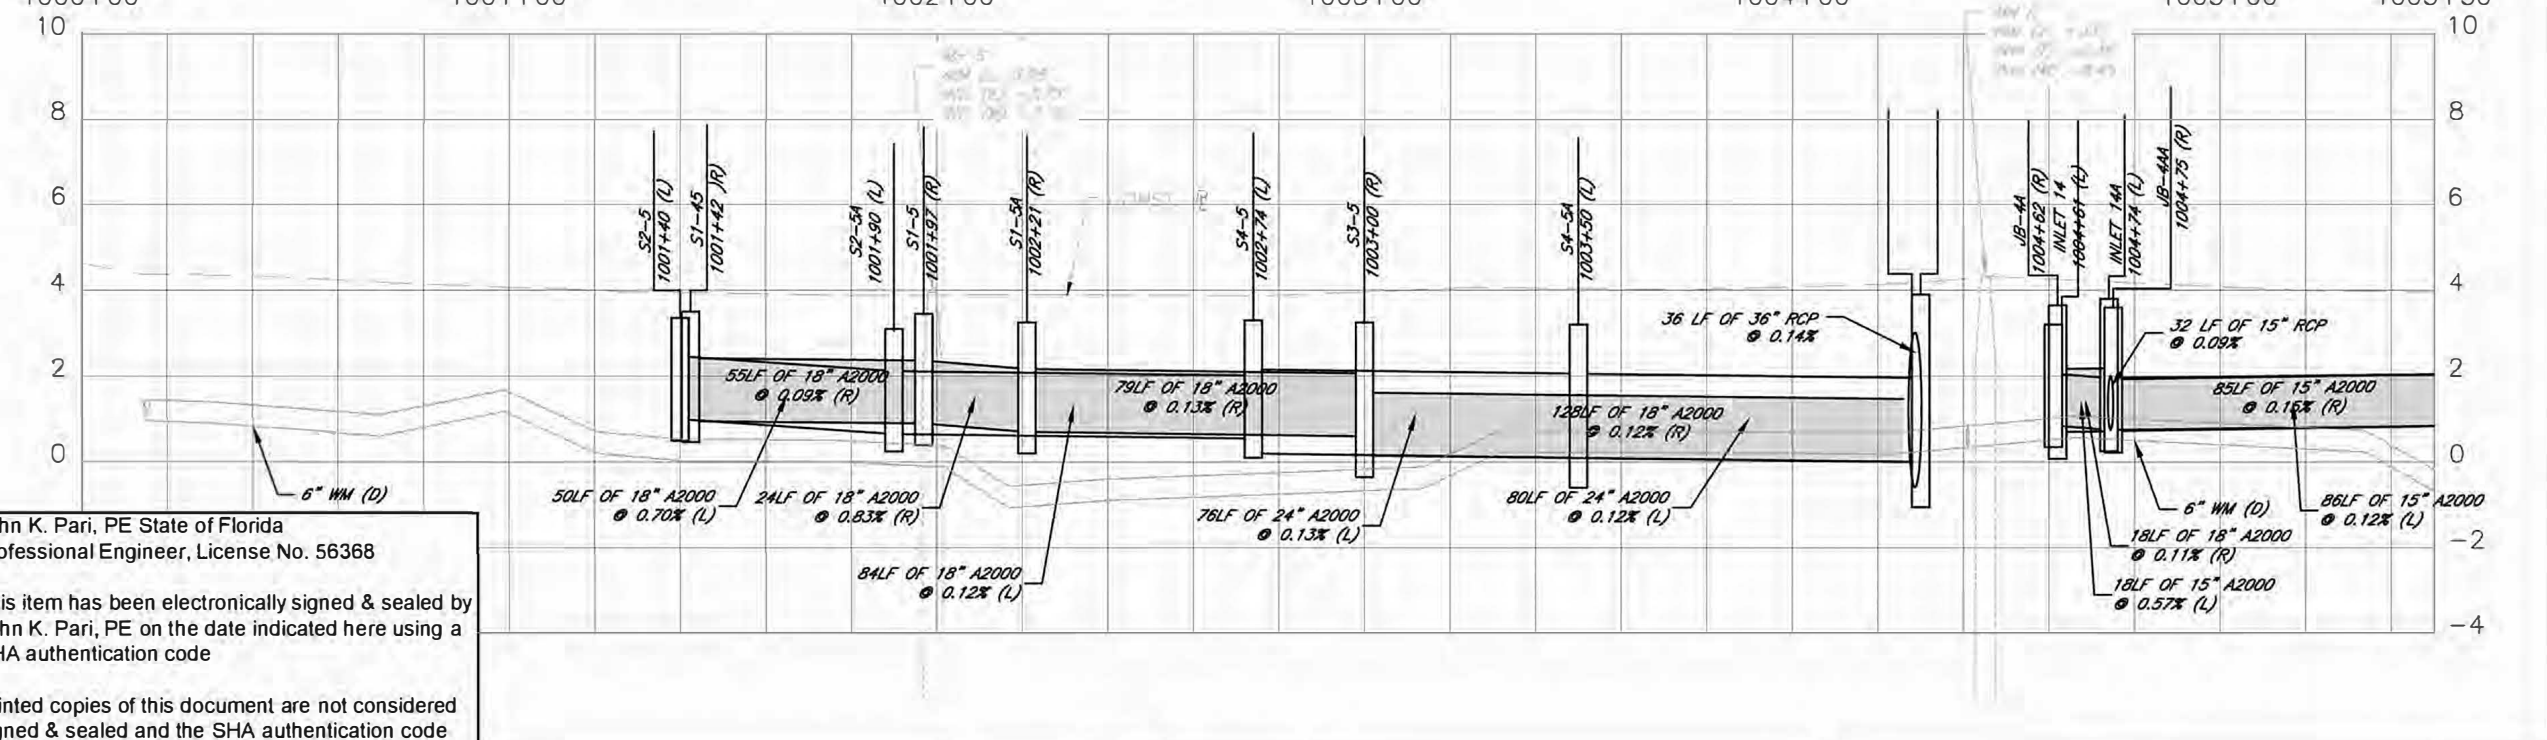 10
8
6
4
2
0
10
8
6
4
2
0
-2
-4
S2-5
1001+40 (L)
S1-45
1001+42 )R)
S2-5A
1001+90 (L)
S1-5
1001+97 (R)
S1-5A
1002+21 (R)
S4-5
1002+74 (L)
S3-5
1003+00 (R)
S4-5A
1003+50 (L)
JB-4A
1004+62 (R)
INLET 14
1004+61 (L)
INLET 14A
1004+74 (L)
JB-4AA
1004+75 (R)
36 LF OF 36" RCP
@ 0.14%
32 LF OF 15" RCP
@ 0.09%
55LF OF 18" A2000
@ 0.09% (R)
79LF OF 18" A2000
@ 0.13% (R)
128LF OF 18" A2000
@ 0.12% (R)
85LF OF 15" A2000
@ 0.15% (R)
6" WM (D)
50LF OF 18" A2000
@ 0.70% (L)
24LF OF 18" A2000
@ 0.83% (R)
84LF OF 18" A2000
@ 0.12% (L)
76LF OF 24" A2000
@ 0.13% (L)
80LF OF 24" A2000
@ 0.12% (L)
6" WM (D)
86LF OF 15" A2000
@ 0.12% (L)
18LF OF 18" A2000
@ 0.11% (R)
18LF OF 15" A2000
@ 0.57% (L)
hn K. Pari, PE State of Florida
ofessional Engineer, License No. 56368
is item has been electronically signed & sealed by
hn K. Pari, PE on the date indicated here using a
HA authentication code
inted copies of this document are not considered
gned & sealed and the SHA authentication code